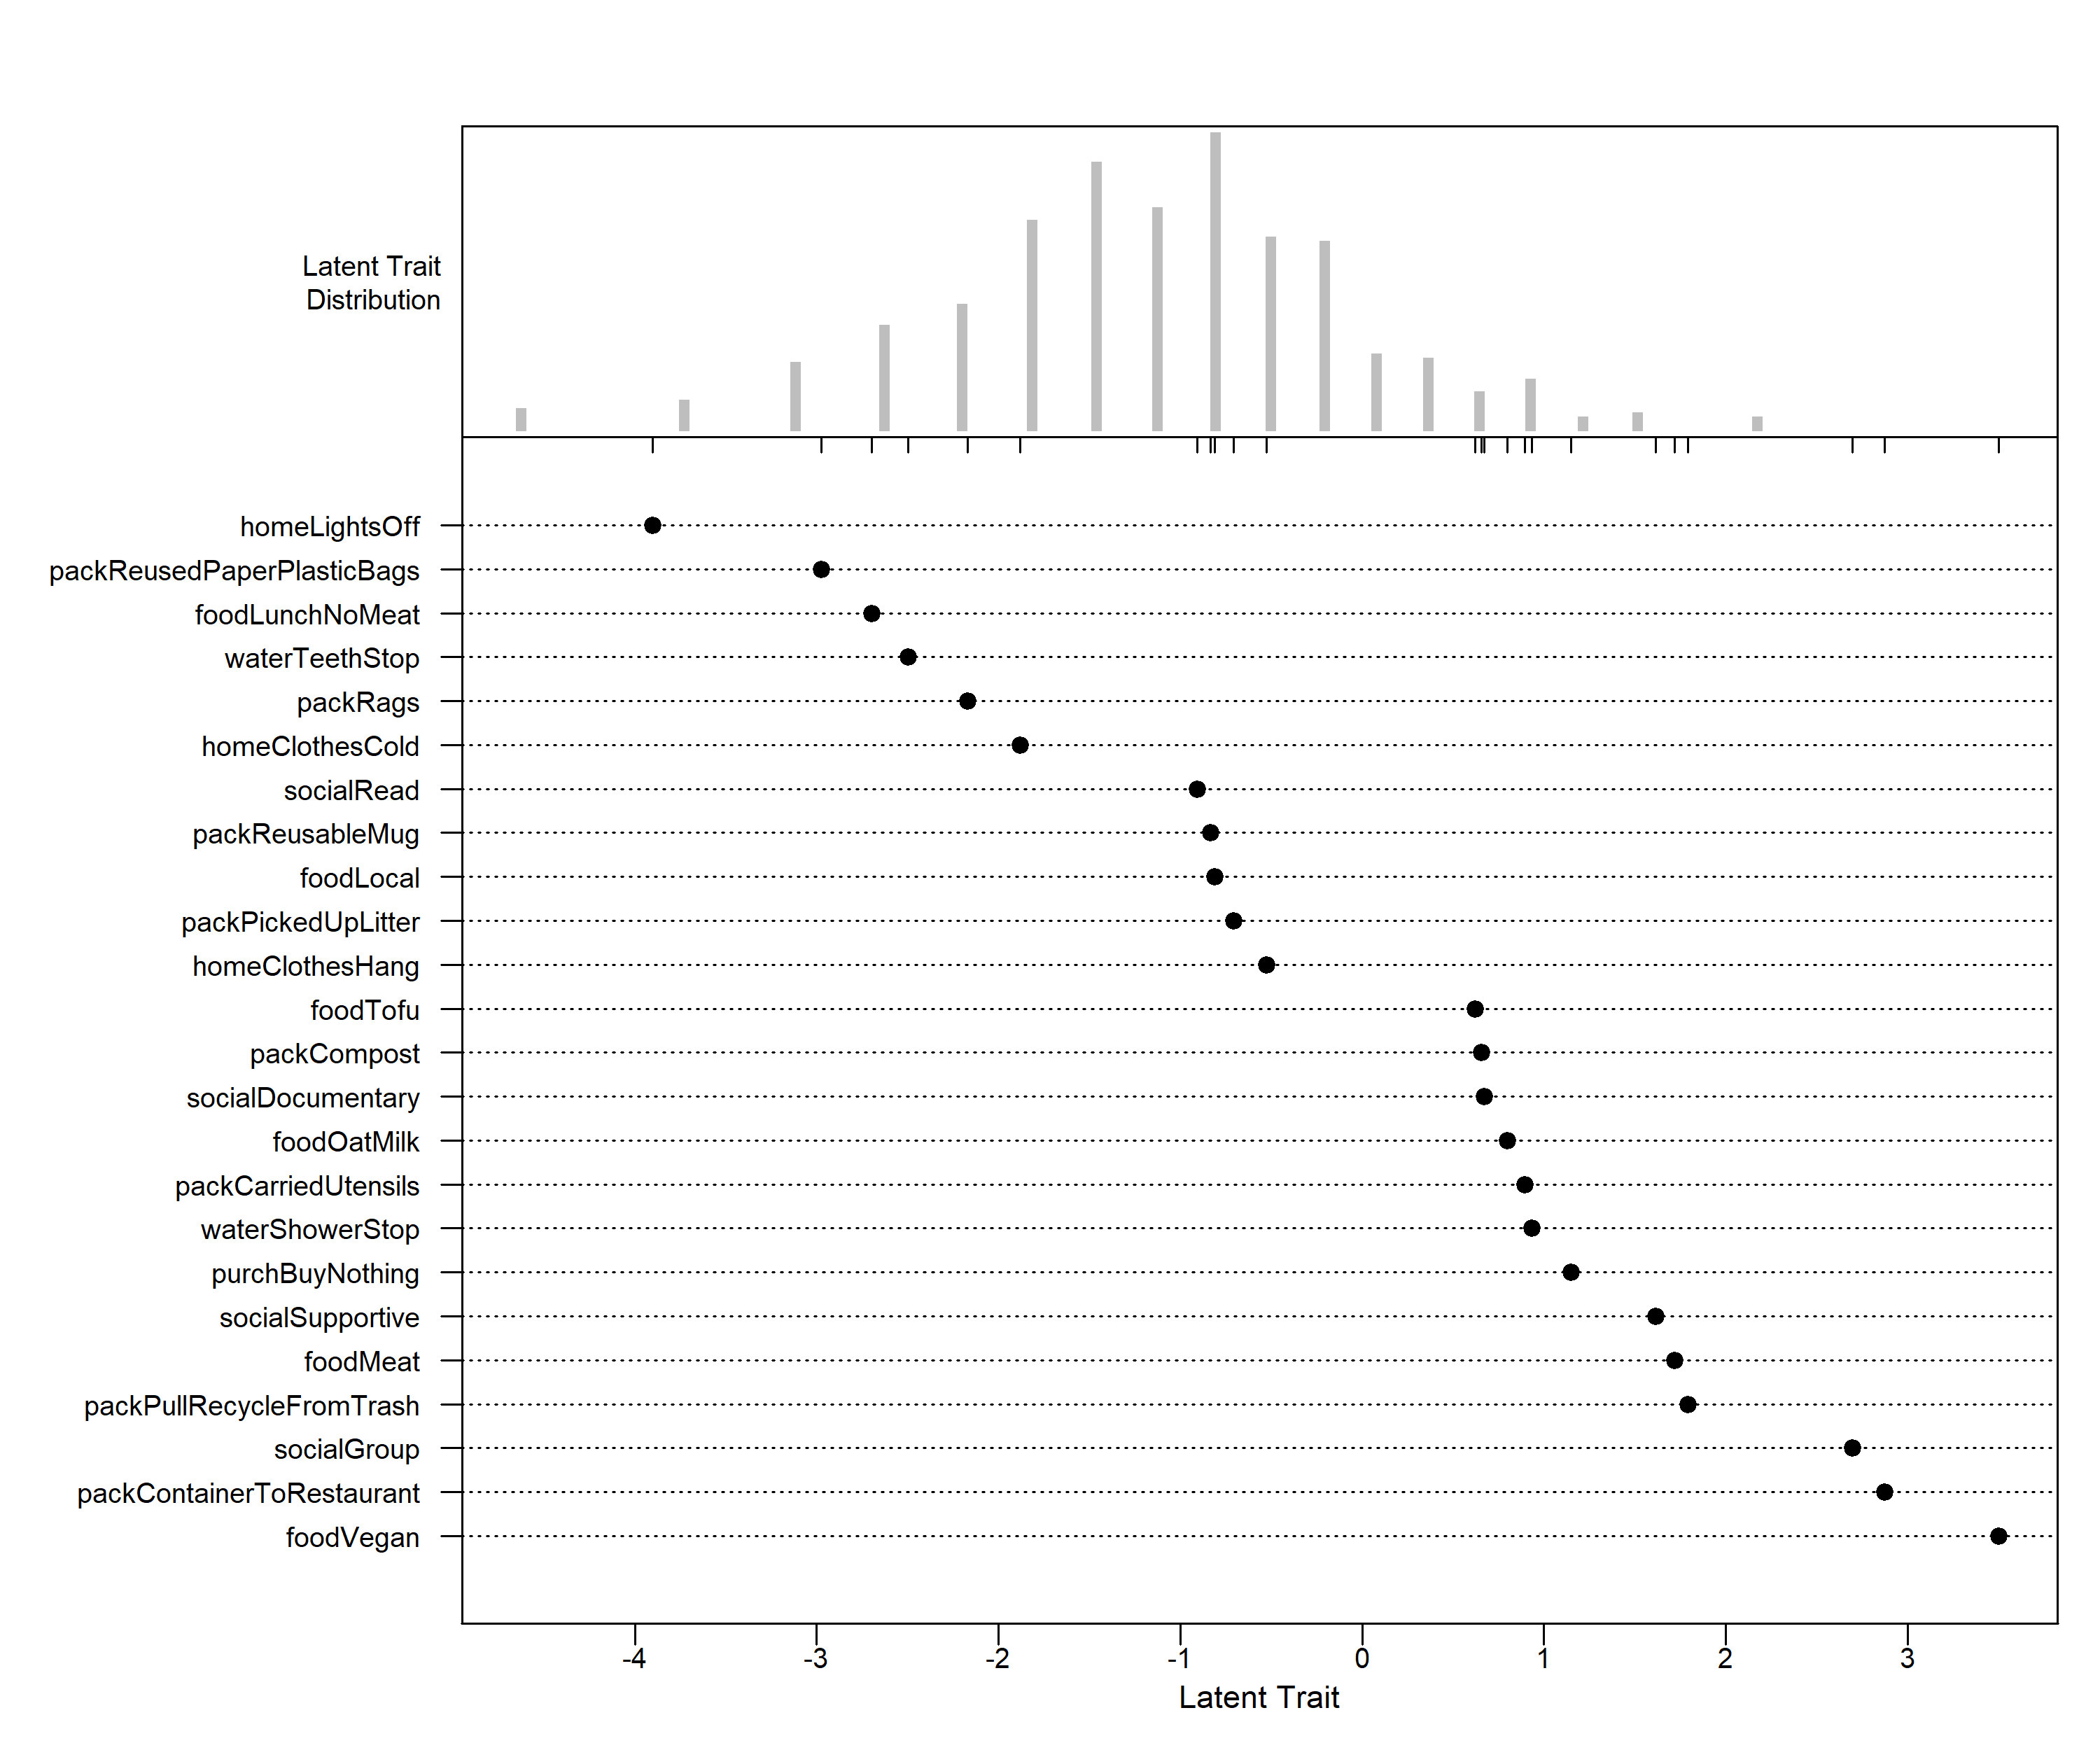 Latent Trait
Distribution
homeLightsOff
packReusedPaperPlasticBags
foodLunchNoMeat
waterTeethStop
packRags
homeClothesCold
socialRead
packReusableMug
foodLocal
packPickedUpLitter
homeClothesHang
foodTofu
packCompost
socialDocumentary
foodOatMilk
packCarriedUtensils
waterShowerStop
purchBuyNothing
socialSupportive
foodMeat
packPullRecycleFromTrash
socialGroup
packContainerToRestaurant
foodVegan
-4 -3 -2 -1 0 1 2 3
Latent Trait